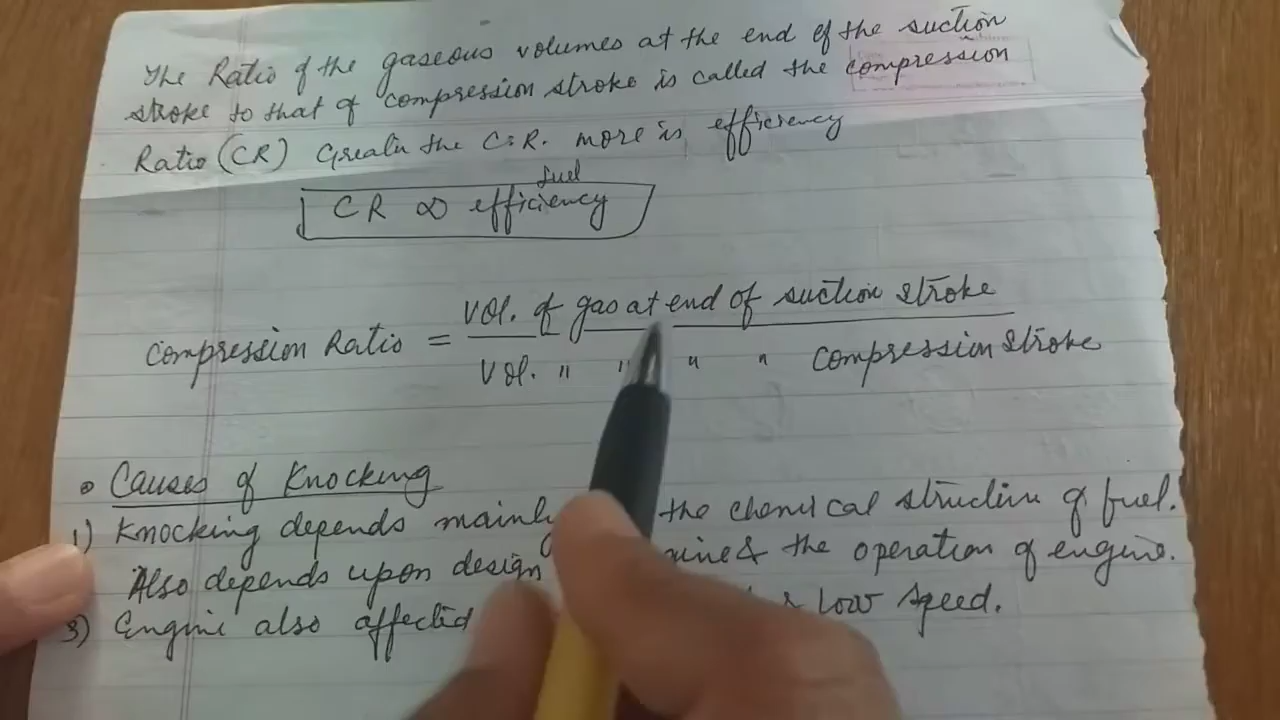 The Ratio of the gaseous volumes at the end of the suction
stroke to that of compression stroke is called the compression
Ratio (CR) Greater the C.R. more is efficiency
fuel
CR ∝ efficiency
Compression Ratio = Vol. of gas at end of suction stroke
Vol. " " " " compression stroke
Causes of Knocking
1) Knocking depends mainly the chemical structure of fuel.
Also depends upon design & the operation of engine.
3) Engine also affected low speed.